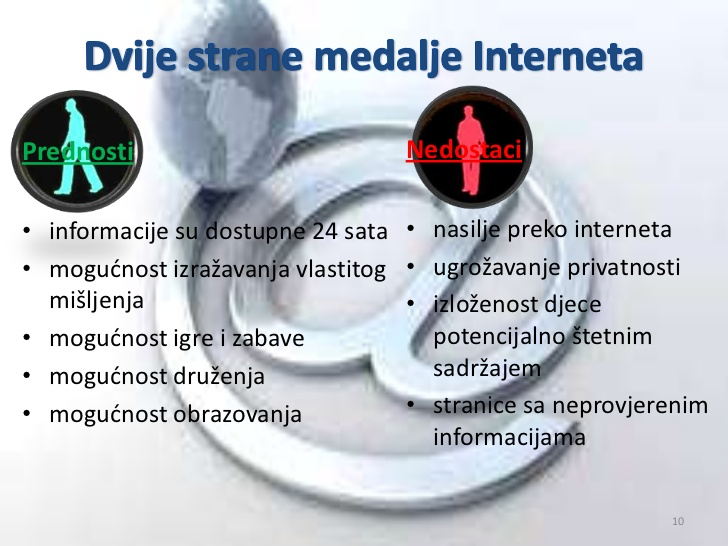 Dvije strane medalje Interneta
Prednosti
• informacije su dostupne 24 sata
• mogućnost izražavanja vlastitog
mišljenja
• mogućnost igre i zabave
• mogućnost druženja
• mogućnost obrazovanja
Nedostaci
• nasilje preko interneta
• ugrožavanje privatnosti
• izloženost djece
potencijalno štetnim
sadržajem
• stranice sa neprovjerenim
informacijama
10